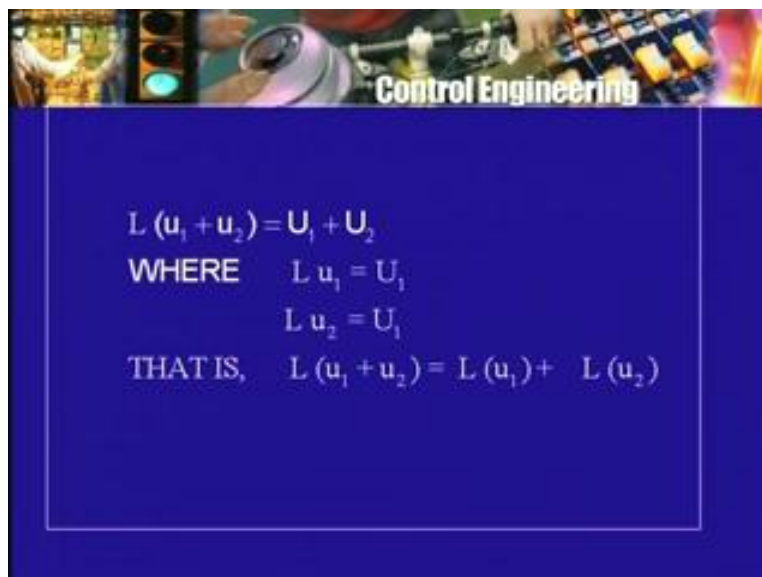 Control Engineering
L (u₁ + u₂) = U₁ + U₂
WHERE L u₁ = U₁
L u₂ = U₁
THAT IS, L (u₁ + u₂) = L (u₁) + L (u₂)